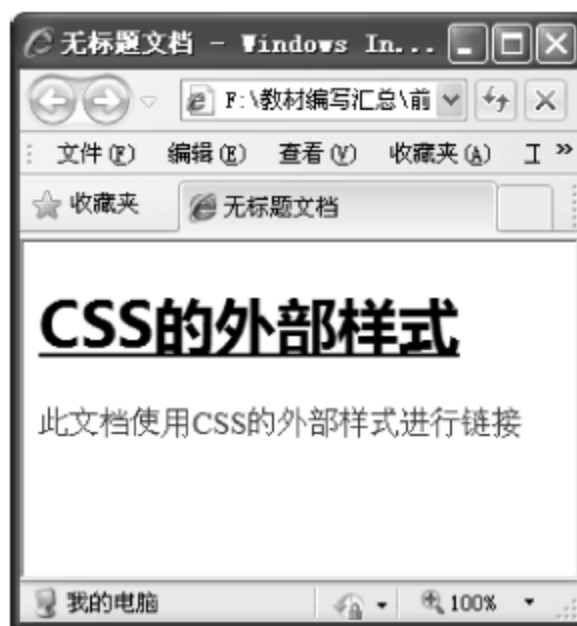 无标题文档 - Windows In...
F:\教材编写汇总\前
文件(F) 编辑(E) 查看(V) 收藏夹(A) 工 »
收藏夹 无标题文档
CSS的外部样式
此文档使用CSS的外部样式进行链接
我的电脑 100%